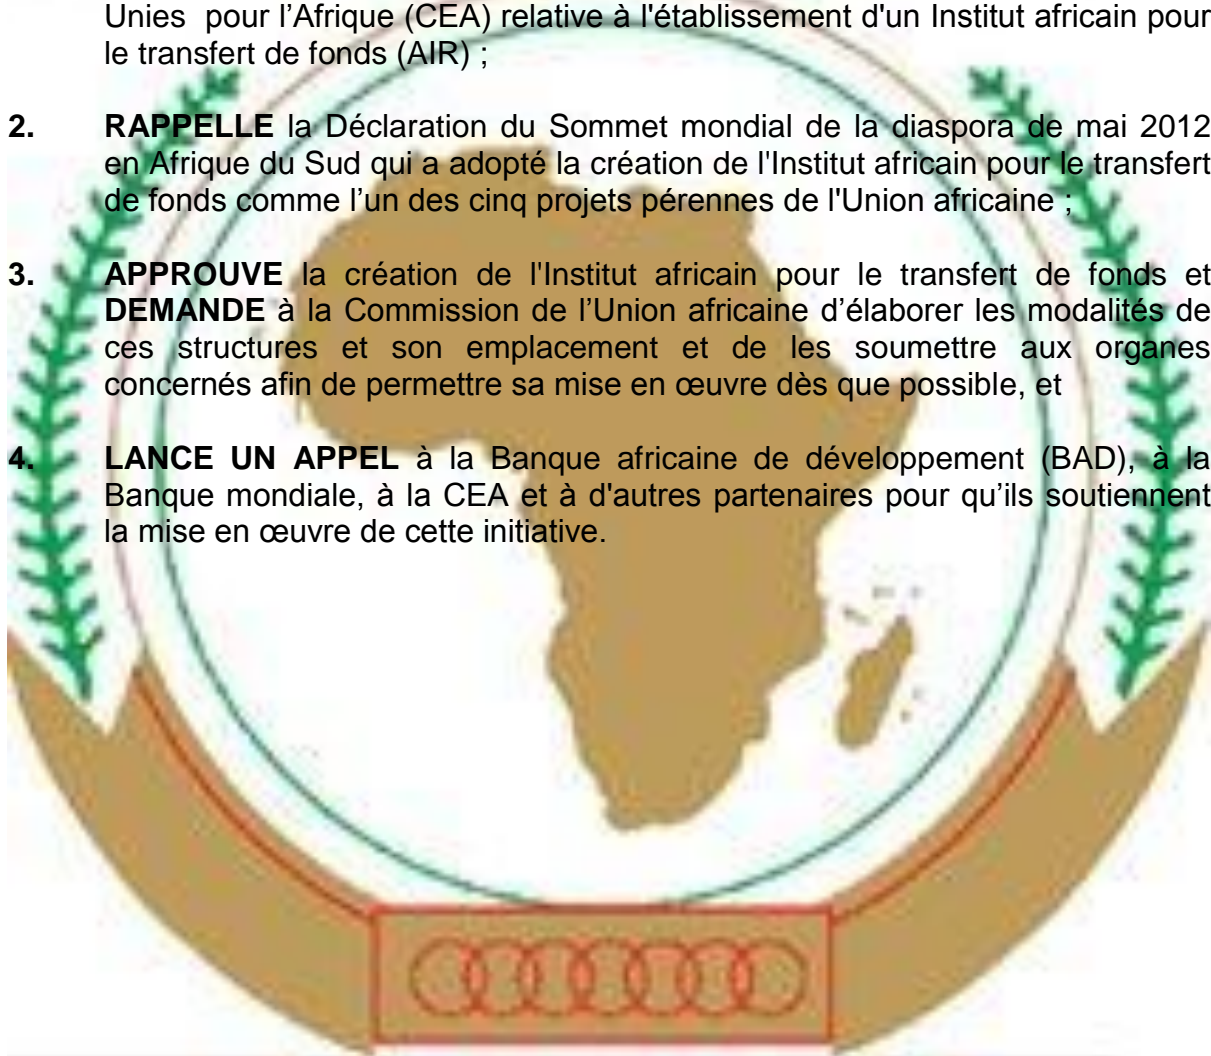 Unies pour l’Afrique (CEA) relative à l'établissement d'un Institut africain pour
le transfert de fonds (AIR) ;
2. RAPPELLE la Déclaration du Sommet mondial de la diaspora de mai 2012
en Afrique du Sud qui a adopté la création de l'Institut africain pour le transfert
de fonds comme l’un des cinq projets pérennes de l'Union africaine ;
3. APPROUVE la création de l'Institut africain pour le transfert de fonds et
DEMANDE à la Commission de l’Union africaine d’élaborer les modalités de
ces structures et son emplacement et de les soumettre aux organes
concernés afin de permettre sa mise en œuvre dès que possible, et
4. LANCE UN APPEL à la Banque africaine de développement (BAD), à la
Banque mondiale, à la CEA et à d'autres partenaires pour qu’ils soutiennent
la mise en œuvre de cette initiative.